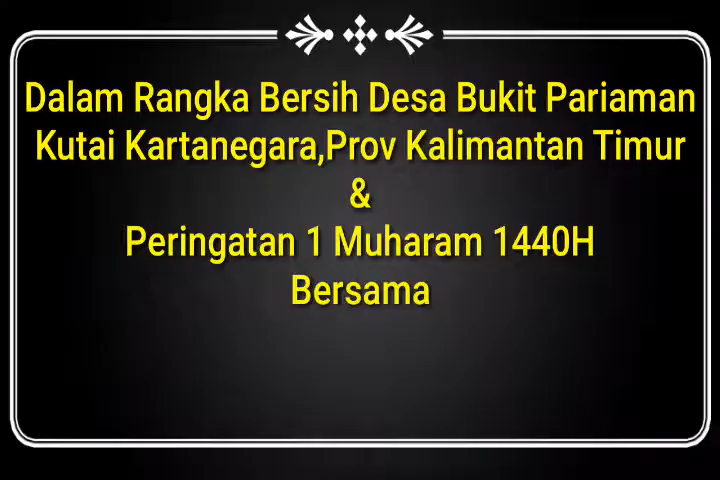 Dalam Rangka Bersih Desa Bukit Pariaman
Kutai Kartanegara,Prov Kalimantan Timur
&
Peringatan 1 Muharam 1440H
Bersama